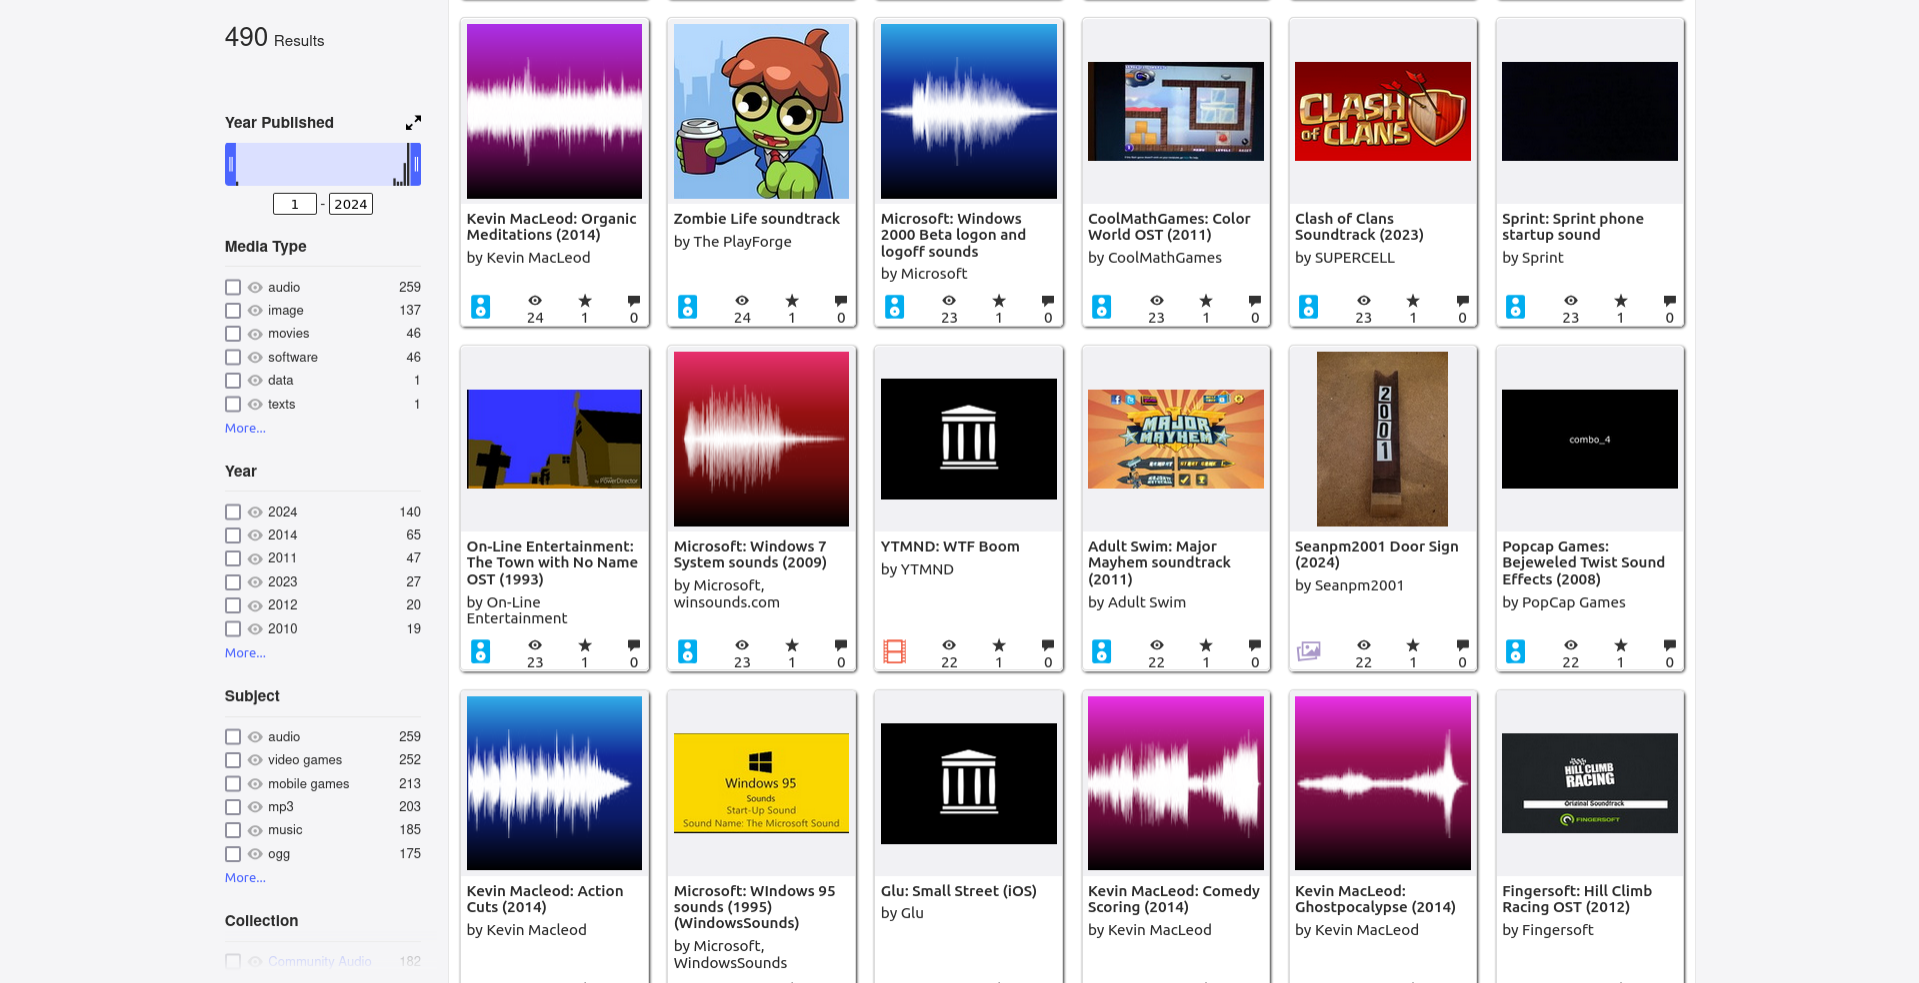 490 Results
Year Published
1 - 2024
Media Type
audio 259
image 137
movies 46
software 46
data 1
texts 1
More...
Year
2024 140
2014 65
2011 47
2023 27
2012 20
2010 19
More...
Subject
audio 259
video games 252
mobile games 213
mp3 203
music 185
ogg 175
More...
Collection
Community Audio 182
Kevin MacLeod: Organic
Meditations (2014)
by Kevin MacLeod
24 1 0
Zombie Life soundtrack
by The PlayForge
24 1 0
Microsoft: Windows
2000 Beta logon and
logoff sounds
by Microsoft
23 1 0
CoolMathGames: Color
World OST (2011)
by CoolMathGames
23 1 0
CLASH
OF CLANS
Clash of Clans
Soundtrack (2023)
by SUPERCELL
23 1 0
Sprint: Sprint phone
startup sound
by Sprint
23 1 0
by PowerDirector
On-Line Entertainment:
The Town with No Name
OST (1993)
by On-Line
Entertainment
23 1 0
Microsoft: Windows 7
System sounds (2009)
by Microsoft,
winsounds.com
23 1 0
YTMND: WTF Boom
by YTMND
22 1 0
MAJOR
MAYHEM
START GAME
Adult Swim: Major
Mayhem soundtrack
(2011)
by Adult Swim
22 1 0
2001
Seanpm2001 Door Sign
(2024)
by Seanpm2001
22 1 0
combo_4
Popcap Games:
Bejeweled Twist Sound
Effects (2008)
by PopCap Games
22 1 0
Kevin Macleod: Action
Cuts (2014)
by Kevin Macleod
Windows 95
Sounds
Start-Up Sound
Sound Name: The Microsoft Sound
Microsoft: WIndows 95
sounds (1995)
(WindowsSounds)
by Microsoft,
WindowsSounds
Glu: Small Street (iOS)
by Glu
Kevin MacLeod: Comedy
Scoring (2014)
by Kevin MacLeod
Kevin MacLeod:
Ghostpocalypse (2014)
by Kevin MacLeod
HILL CLIMB
RACING
Original Soundtrack
FINGERSOFT
Fingersoft: Hill Climb
Racing OST (2012)
by Fingersoft